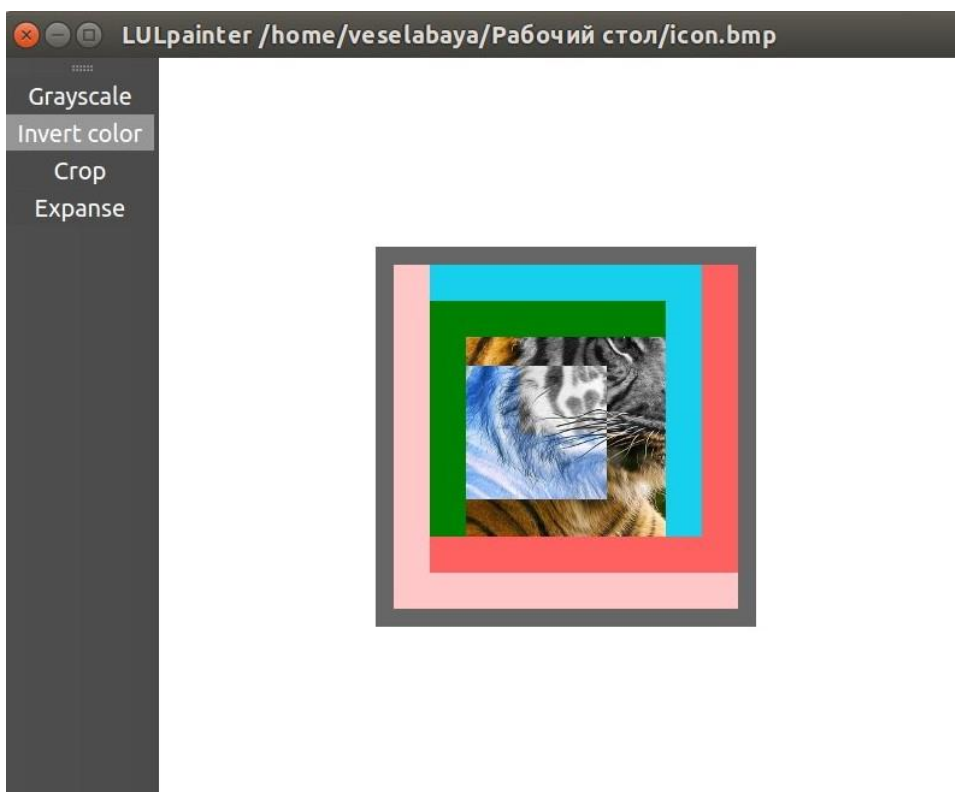 LULpainter /home/veselabaya/Рабочий стол/icon.bmp
Grayscale
Invert color
Crop
Expanse